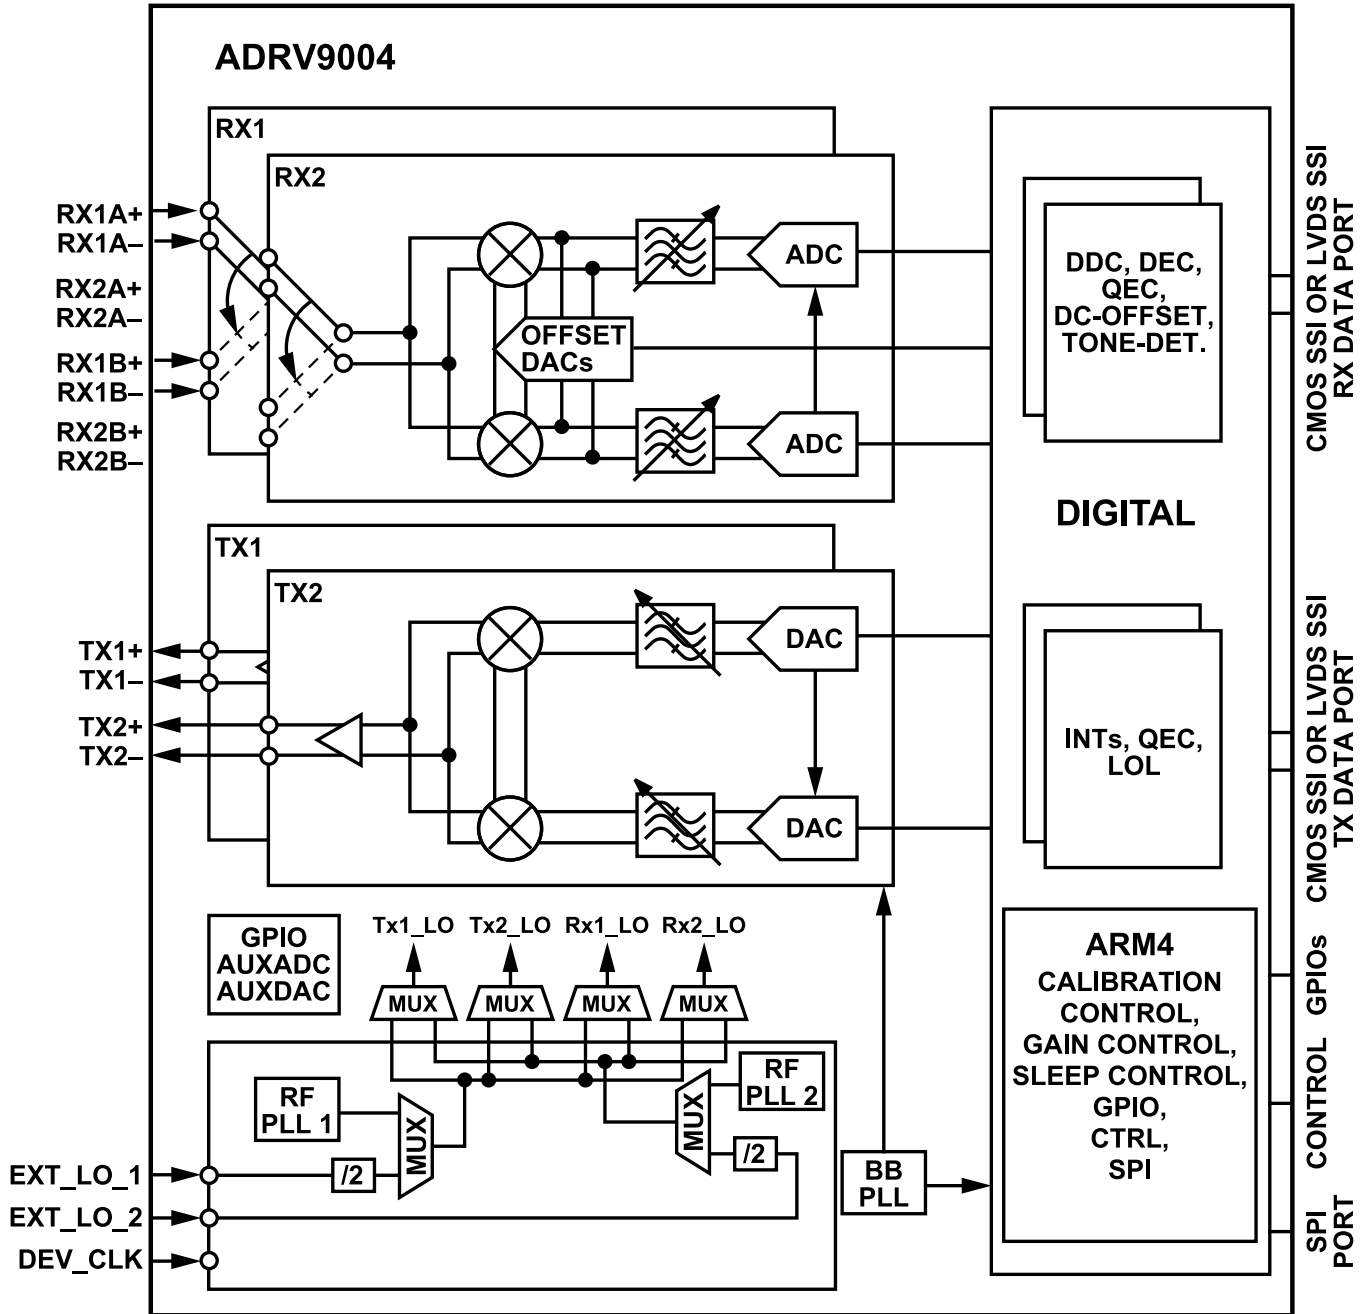 ADRV9004
RX1
RX2
RX1A+
RX1A–
RX2A+
RX2A–
RX1B+
RX1B–
RX2B+
RX2B–
ADC
OFFSET
DACs
ADC
DDC, DEC,
QEC,
DC-OFFSET,
TONE-DET.
CMOS SSI OR LVDS SSI
RX DATA PORT
DIGITAL
TX1
TX2
TX1+
TX1–
TX2+
TX2–
DAC
DAC
INTs, QEC,
LOL
CMOS SSI OR LVDS SSI
TX DATA PORT
GPIO
AUXADC
AUXDAC
Tx1_LO
Tx2_LO
Rx1_LO
Rx2_LO
MUX
MUX
MUX
MUX
RF
PLL 1
MUX
/2
MUX
RF
PLL 2
/2
EXT_LO_1
EXT_LO_2
DEV_CLK
BB
PLL
ARM4
CALIBRATION
CONTROL,
GAIN CONTROL,
SLEEP CONTROL,
GPIO,
CTRL,
SPI
GPIOs
CONTROL
SPI
PORT